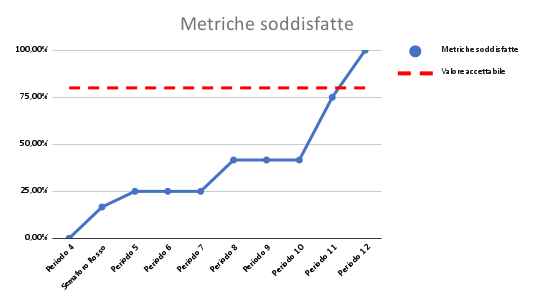 Metriche soddisfatte
100,00%
75,00%
50,00%
25,00%
0,00%
Periodo 4
Semaforo Rosso
Periodo 5
Periodo 6
Periodo 7
Periodo 8
Periodo 9
Periodo 10
Periodo 11
Periodo 12
Metriche soddisfatte
Valore accettabile